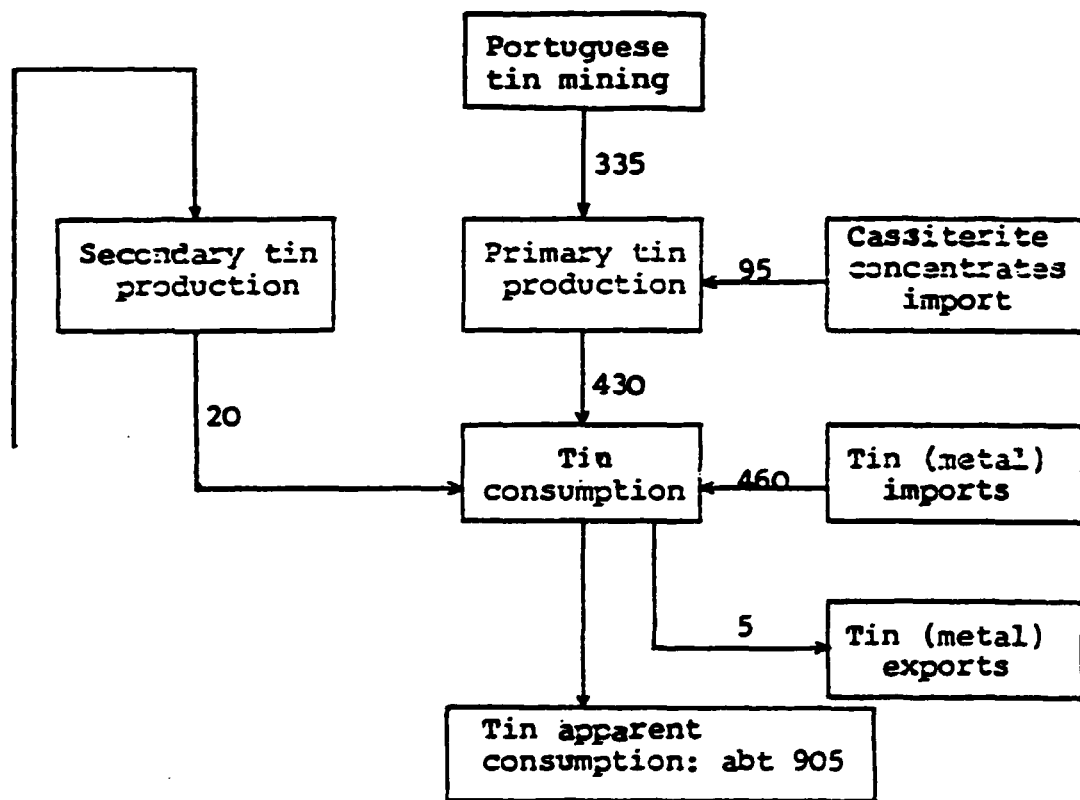 Portuguese
tin mining
335
Secondary tin
production
Primary tin
production
95
Cassiterite
concentrates
import
20
430
Tin
consumption
460
Tin (metal)
imports
5
Tin (metal)
exports
Tin apparent
consumption: abt 905